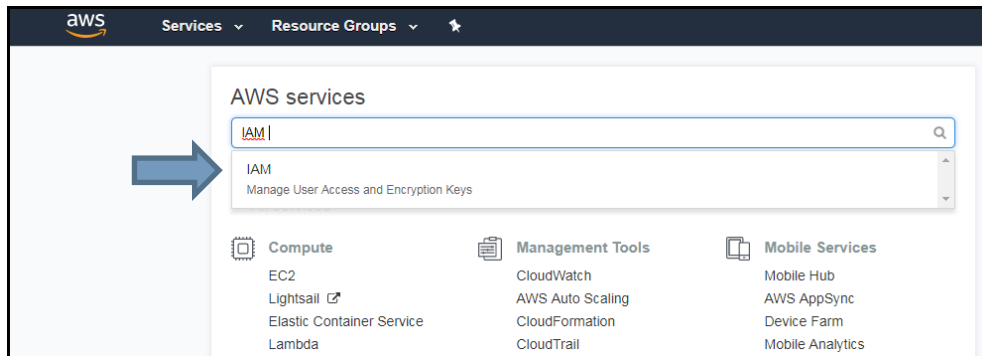 aws Services Resource Groups
AWS services
IAM
IAM
Manage User Access and Encryption Keys
Compute Management Tools Mobile Services
EC2 CloudWatch Mobile Hub
Lightsail AWS Auto Scaling AWS AppSync
Elastic Container Service CloudFormation Device Farm
Lambda CloudTrail Mobile Analytics